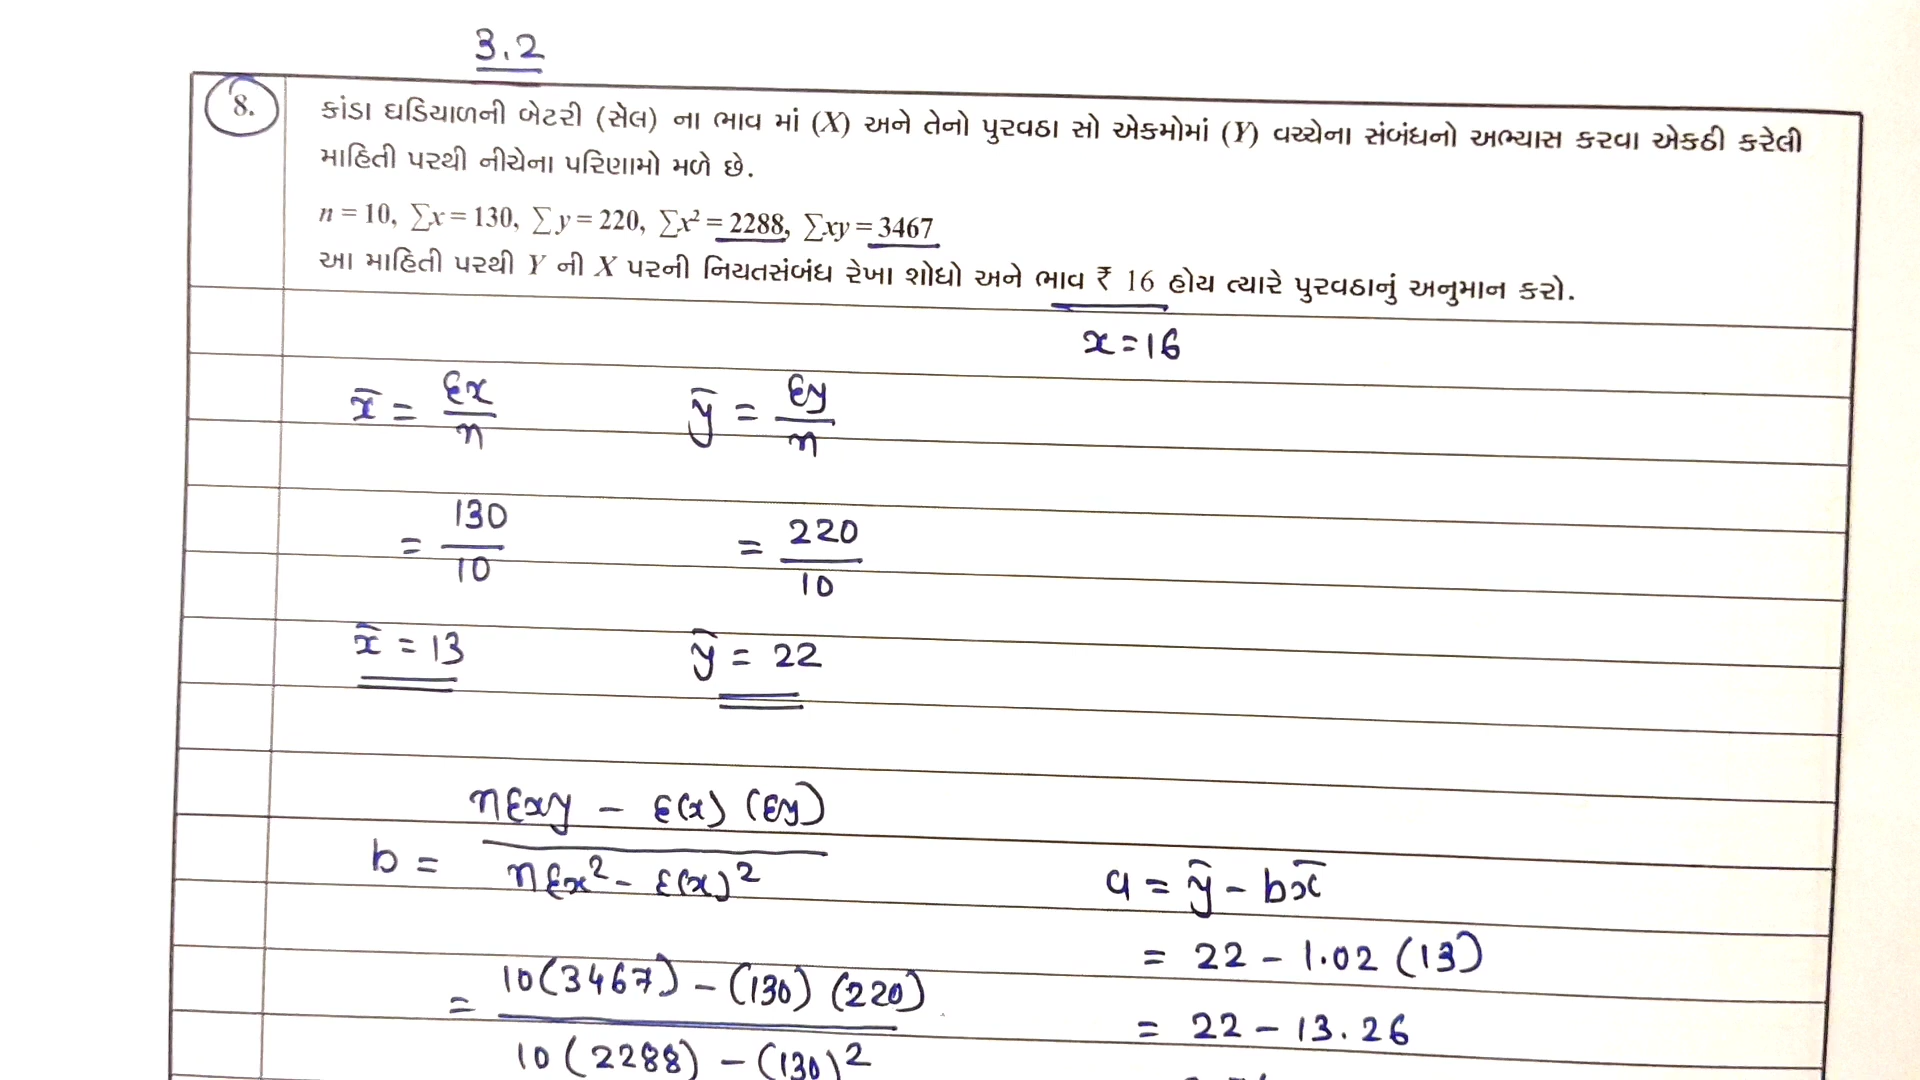 3.2
8. કાંડા ઘડિયાળની બેટરી (સેલ) ના ભાવ માં (X) અને તેનો પુરવઠા સો એકમોમાં (Y) વચ્ચેના સંબંધનો અભ્યાસ કરવા એકઠી કરેલી
માહિતી પરથી નીચેના પરિણામો મળે છે.
n = 10, ∑x = 130, ∑y = 220, ∑x² = 2288, ∑xy = 3467
આ માહિતી પરથી Y ની X પરની નિયતસંબંધ રેખા શોધો અને ભાવ ₹ 16 હોય ત્યારે પુરવઠાનું અનુમાન કરો.
x = 16
x̄ = Σx / n    ȳ = Σy / n
= 130 / 10    = 220 / 10
x̄ = 13    ȳ = 22
b = nΣxy - Σ(x) (Σy) / nΣx² - Σ(x)²    a = ȳ - bx̄
= 22 - 1.02 (13)
= 10(3467) - (130) (220) / 10(2288) - (130)²    = 22 - 13.26